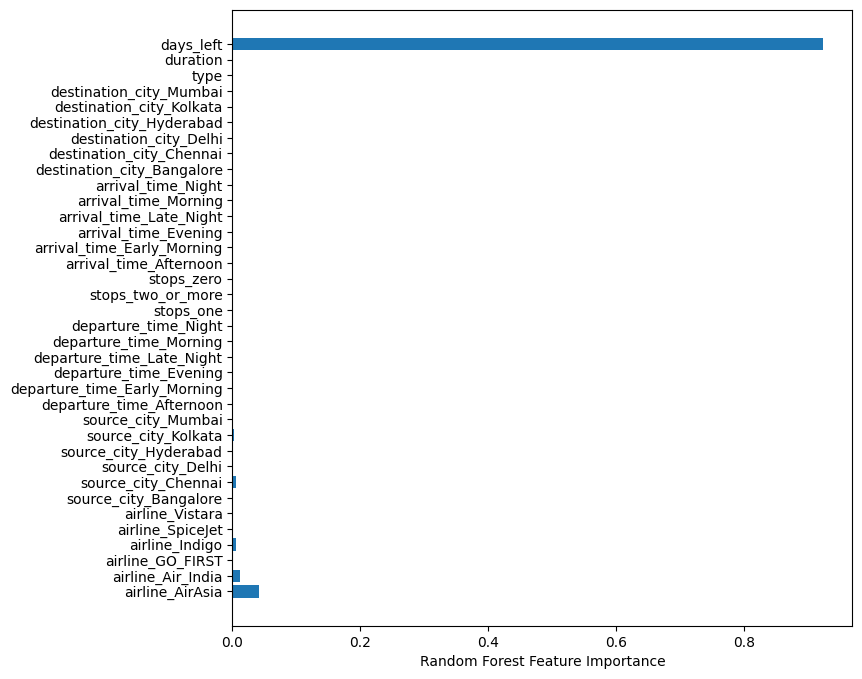 days_left
duration
type
destination_city_Mumbai
destination_city_Kolkata
destination_city_Hyderabad
destination_city_Delhi
destination_city_Chennai
destination_city_Bangalore
arrival_time_Night
arrival_time_Morning
arrival_time_Late_Night
arrival_time_Evening
arrival_time_Early_Morning
arrival_time_Afternoon
stops_zero
stops_two_or_more
stops_one
departure_time_Night
departure_time_Morning
departure_time_Late_Night
departure_time_Evening
departure_time_Early_Morning
departure_time_Afternoon
source_city_Mumbai
source_city_Kolkata
source_city_Hyderabad
source_city_Delhi
source_city_Chennai
source_city_Bangalore
airline_Vistara
airline_SpiceJet
airline_Indigo
airline_GO_FIRST
airline_Air_India
airline_AirAsia
0.0 0.2 0.4 0.6 0.8
Random Forest Feature Importance